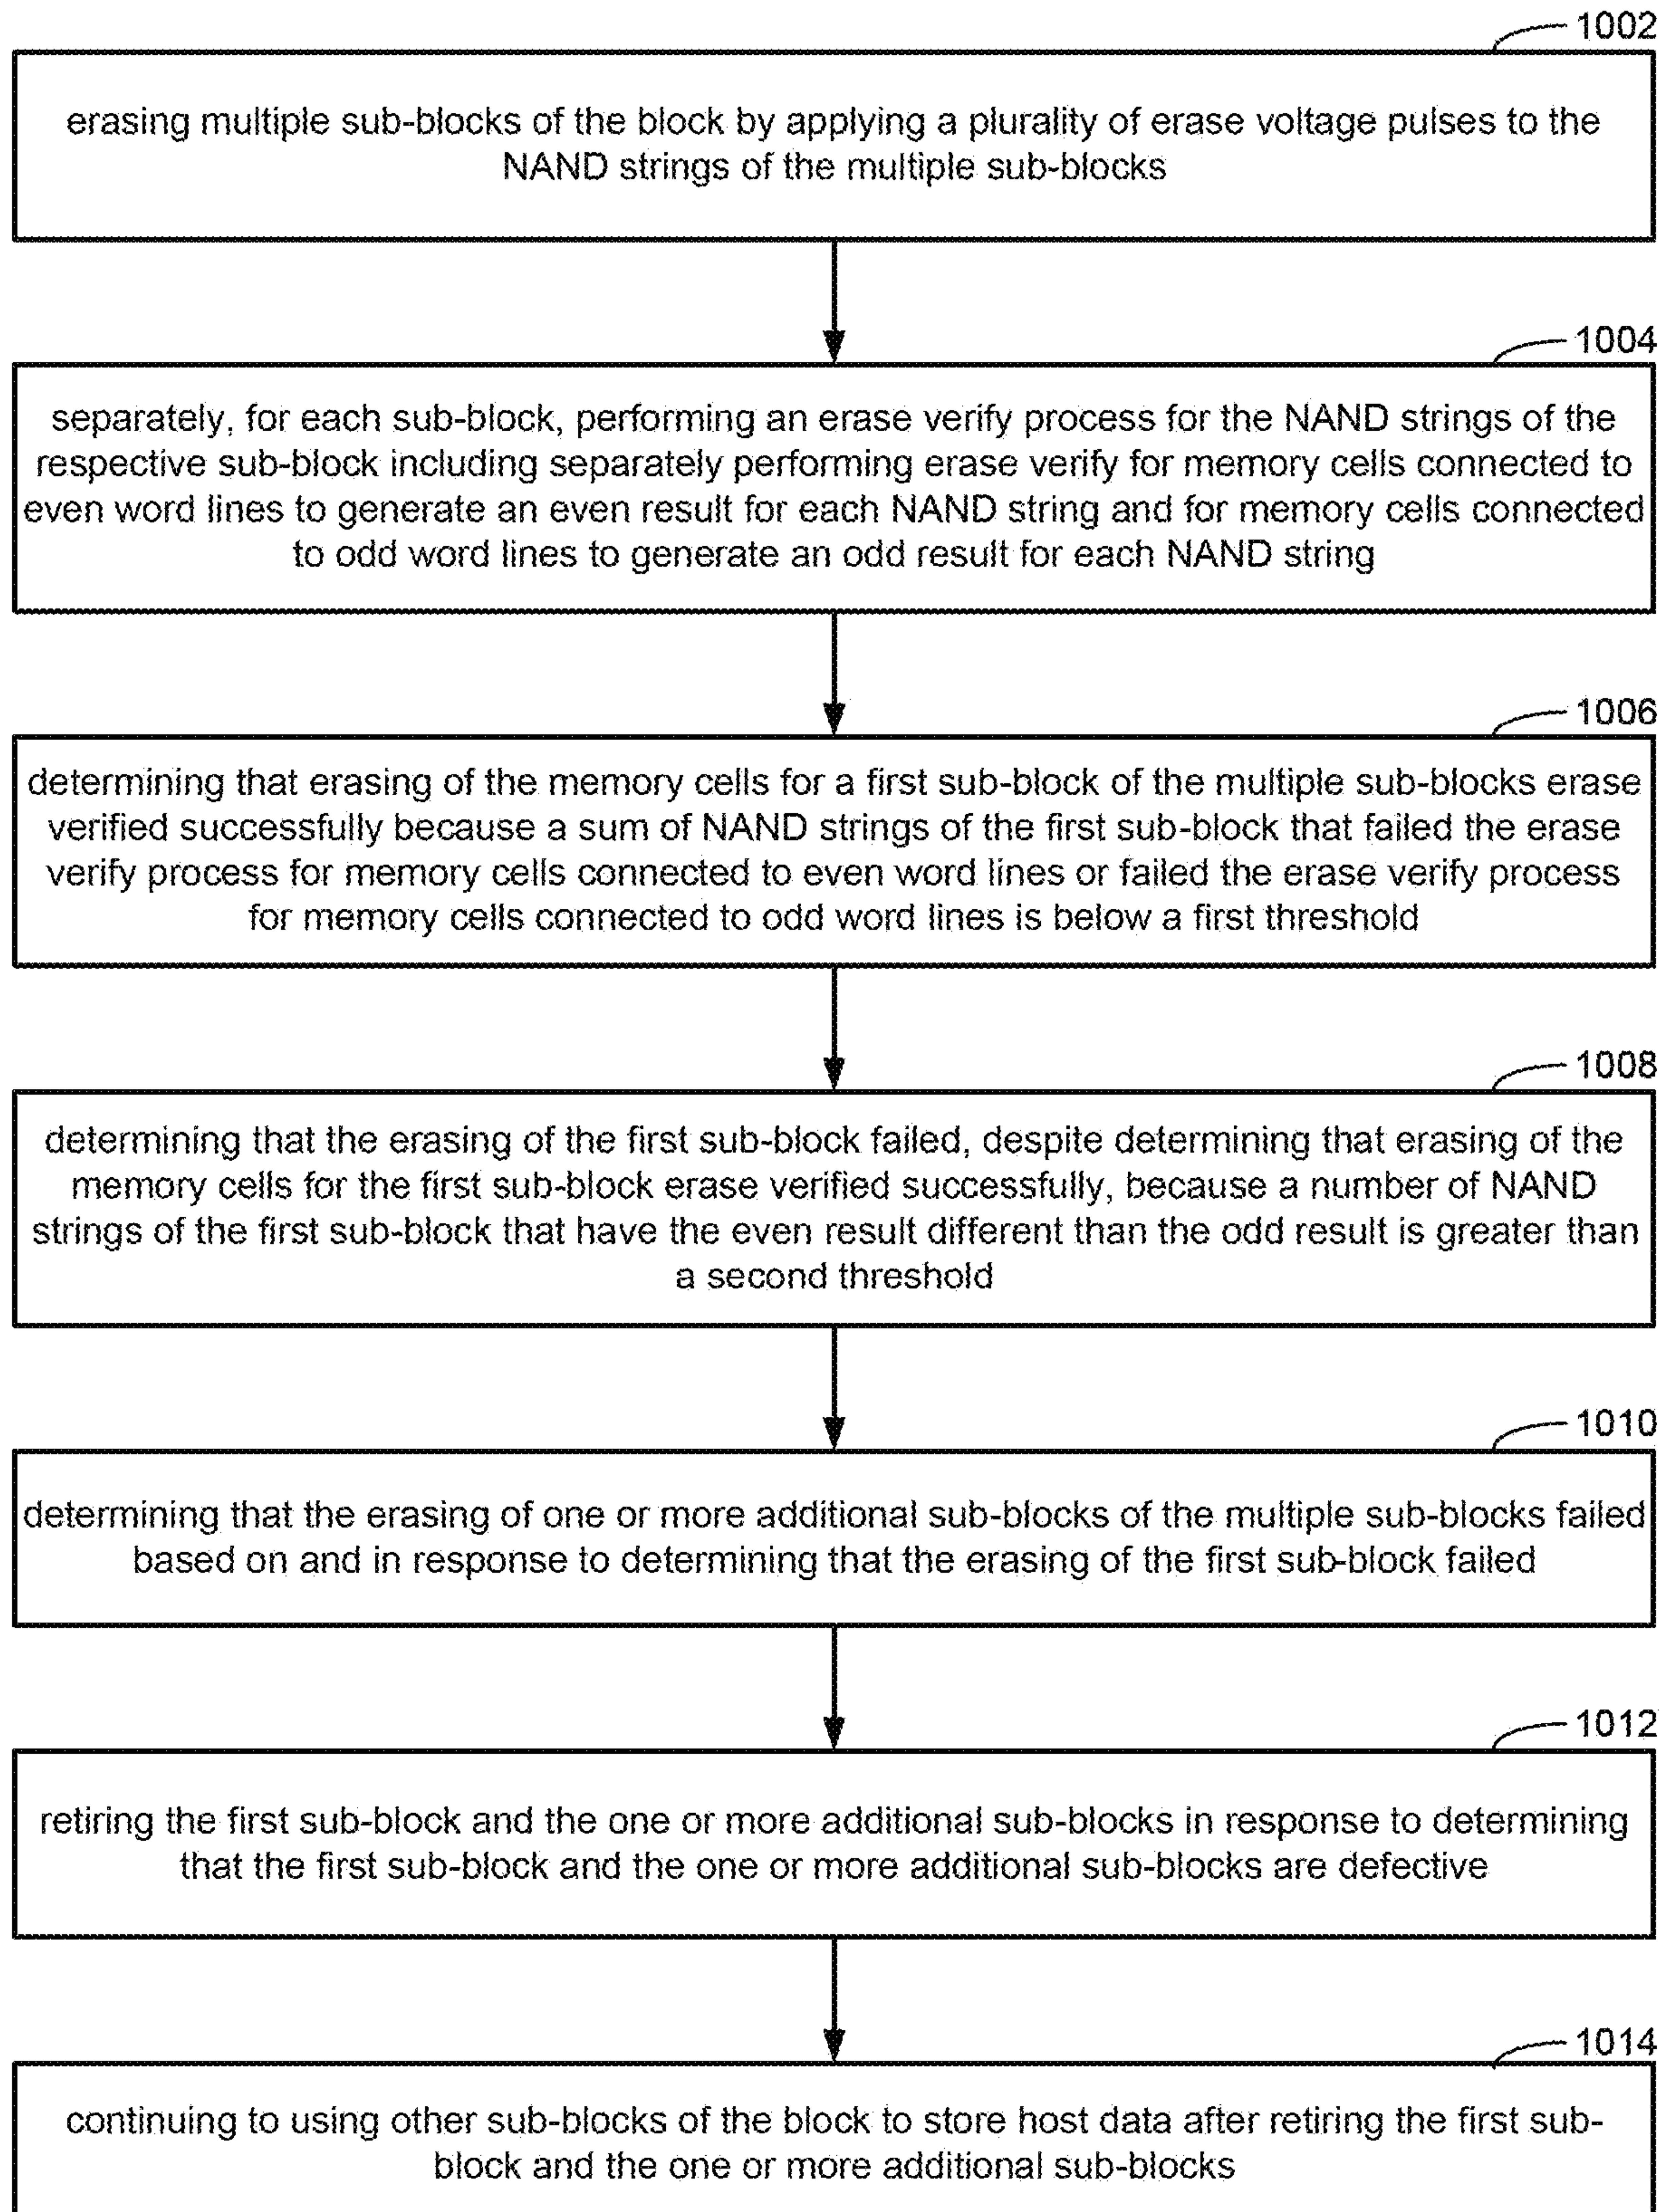 1002
erasing multiple sub-blocks of the block by applying a plurality of erase voltage pulses to the
NAND strings of the multiple sub-blocks
1004
separately, for each sub-block, performing an erase verify process for the NAND strings of the
respective sub-block including separately performing erase verify for memory cells connected to
even word lines to generate an even result for each NAND string and for memory cells connected
to odd word lines to generate an odd result for each NAND string
1006
determining that erasing of the memory cells for a first sub-block of the multiple sub-blocks erase
verified successfully because a sum of NAND strings of the first sub-block that failed the erase
verify process for memory cells connected to even word lines or failed the erase verify process
for memory cells connected to odd word lines is below a first threshold
1008
determining that the erasing of the first sub-block failed, despite determining that erasing of the
memory cells for the first sub-block erase verified successfully, because a number of NAND
strings of the first sub-block that have the even result different than the odd result is greater than
a second threshold
1010
determining that the erasing of one or more additional sub-blocks of the multiple sub-blocks failed
based on and in response to determining that the erasing of the first sub-block failed
1012
retiring the first sub-block and the one or more additional sub-blocks in response to determining
that the first sub-block and the one or more additional sub-blocks are defective
1014
continuing to using other sub-blocks of the block to store host data after retiring the first sub-
block and the one or more additional sub-blocks